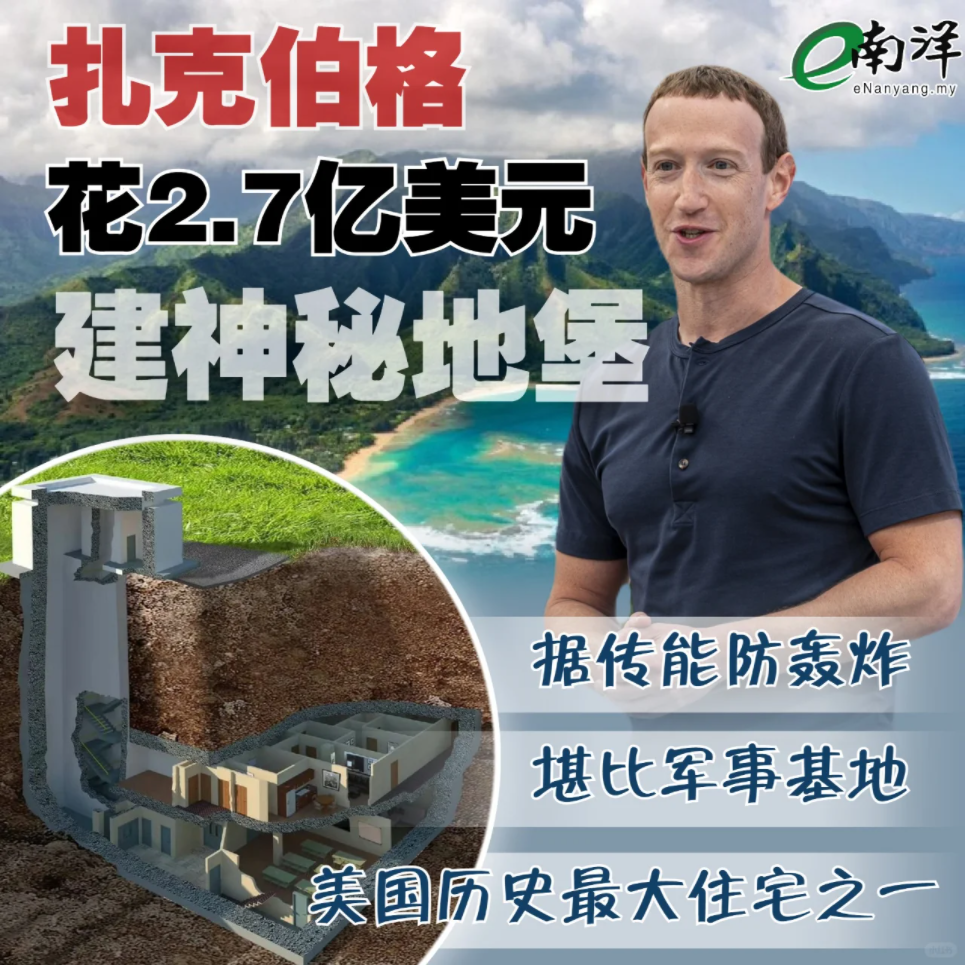 扎克伯格
e南洋
eNanyang.my
花2.7亿美元
建神秘地堡
据传能防轰炸
堪比军事基地
美国历史最大住宅之一